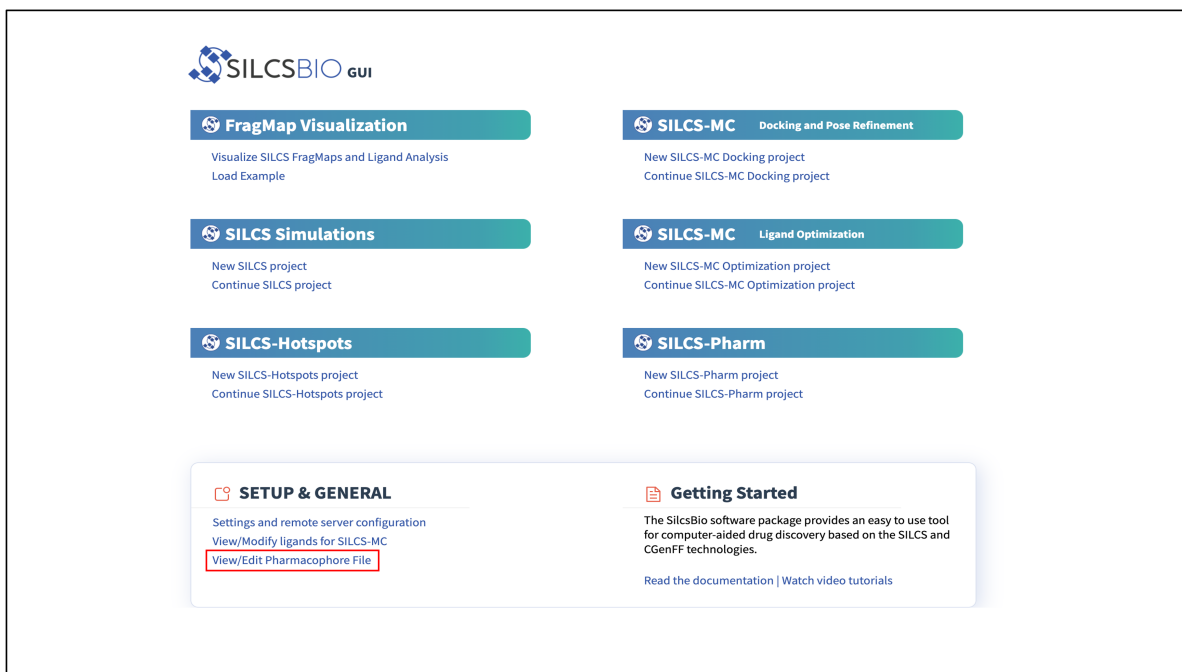 SILCSBIO GUI
FragMap Visualization
Visualize SILCS FragMaps and Ligand Analysis
Load Example
SILCS-MC Docking and Pose Refinement
New SILCS-MC Docking project
Continue SILCS-MC Docking project
SILCS Simulations
New SILCS project
Continue SILCS project
SILCS-MC Ligand Optimization
New SILCS-MC Optimization project
Continue SILCS-MC Optimization project
SILCS-Hotspots
New SILCS-Hotspots project
Continue SILCS-Hotspots project
SILCS-Pharm
New SILCS-Pharm project
Continue SILCS-Pharm project
SETUP & GENERAL
Settings and remote server configuration
View/Modify ligands for SILCS-MC
View/Edit Pharmacophore File
Getting Started
The SilcsBio software package provides an easy to use tool
for computer-aided drug discovery based on the SILCS and
CGenFF technologies.
Read the documentation | Watch video tutorials